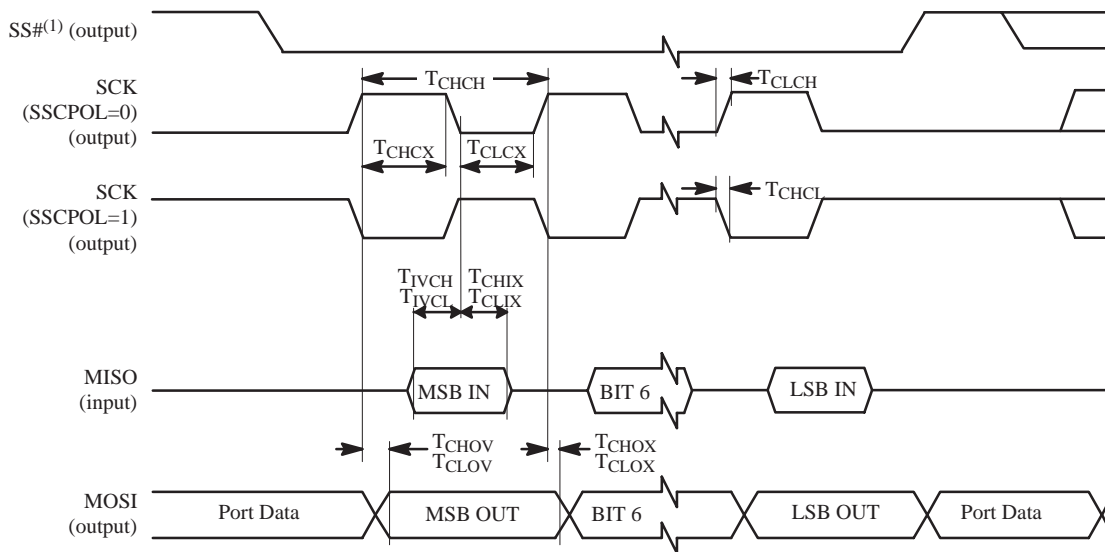 SS#(1) (output)
SCK
(SSCPOL=0)
(output)
TCHCH
TCLCH
TCHCX
TCLCX
SCK
(SSCPOL=1)
(output)
TCHCL
TIVCH
TIVCL
TCHIX
TCLIX
MISO
(input)
MSB IN
BIT 6
LSB IN
TCHOV
TCLOV
TCHOX
TCLOX
MOSI
(output)
Port Data
MSB OUT
BIT 6
LSB OUT
Port Data